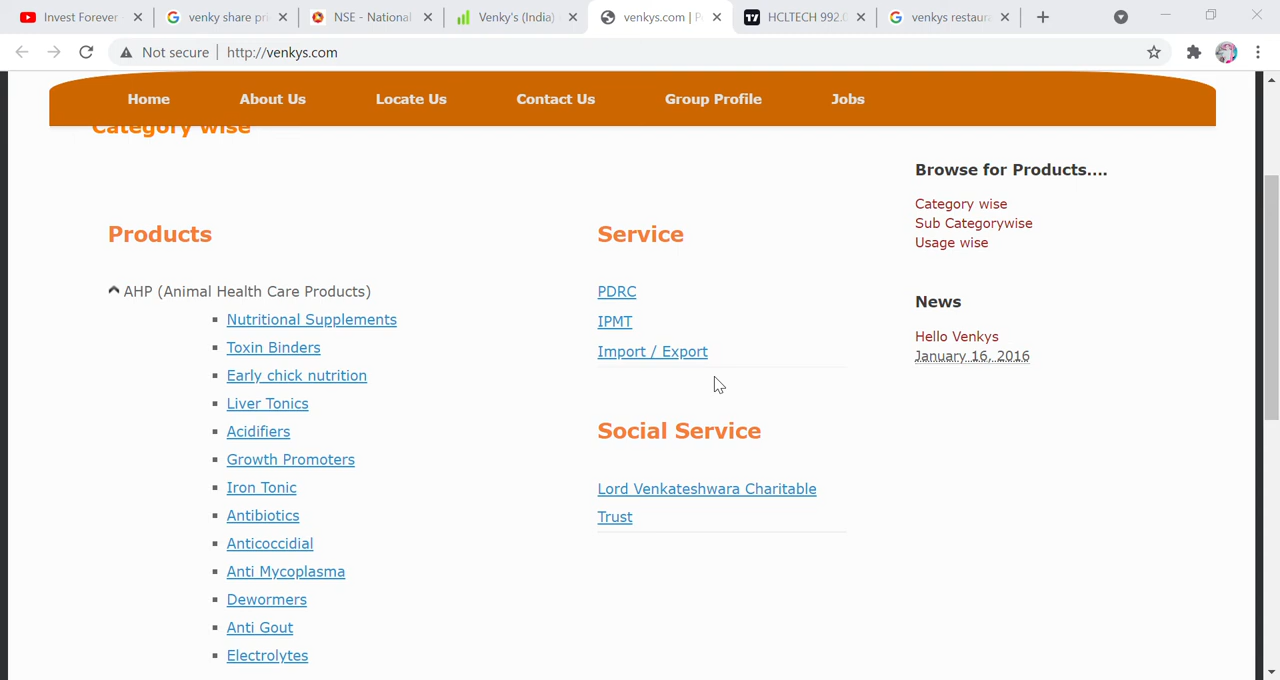 Invest Forever
venky share pri
NSE - National
Venky's (India)
venkys.com | P
HCLTECH 992.0
venkys restaur
Not secure
http://venkys.com
Home
About Us
Locate Us
Contact Us
Group Profile
Jobs
Category wise
Products
AHP (Animal Health Care Products)
Nutritional Supplements
Toxin Binders
Early chick nutrition
Liver Tonics
Acidifiers
Growth Promoters
Iron Tonic
Antibiotics
Anticoccidial
Anti Mycoplasma
Dewormers
Anti Gout
Electrolytes
Service
PDRC
IPMT
Import / Export
Social Service
Lord Venkateshwara Charitable
Trust
Browse for Products....
Category wise
Sub Categorywise
Usage wise
News
Hello Venkys
January 16, 2016